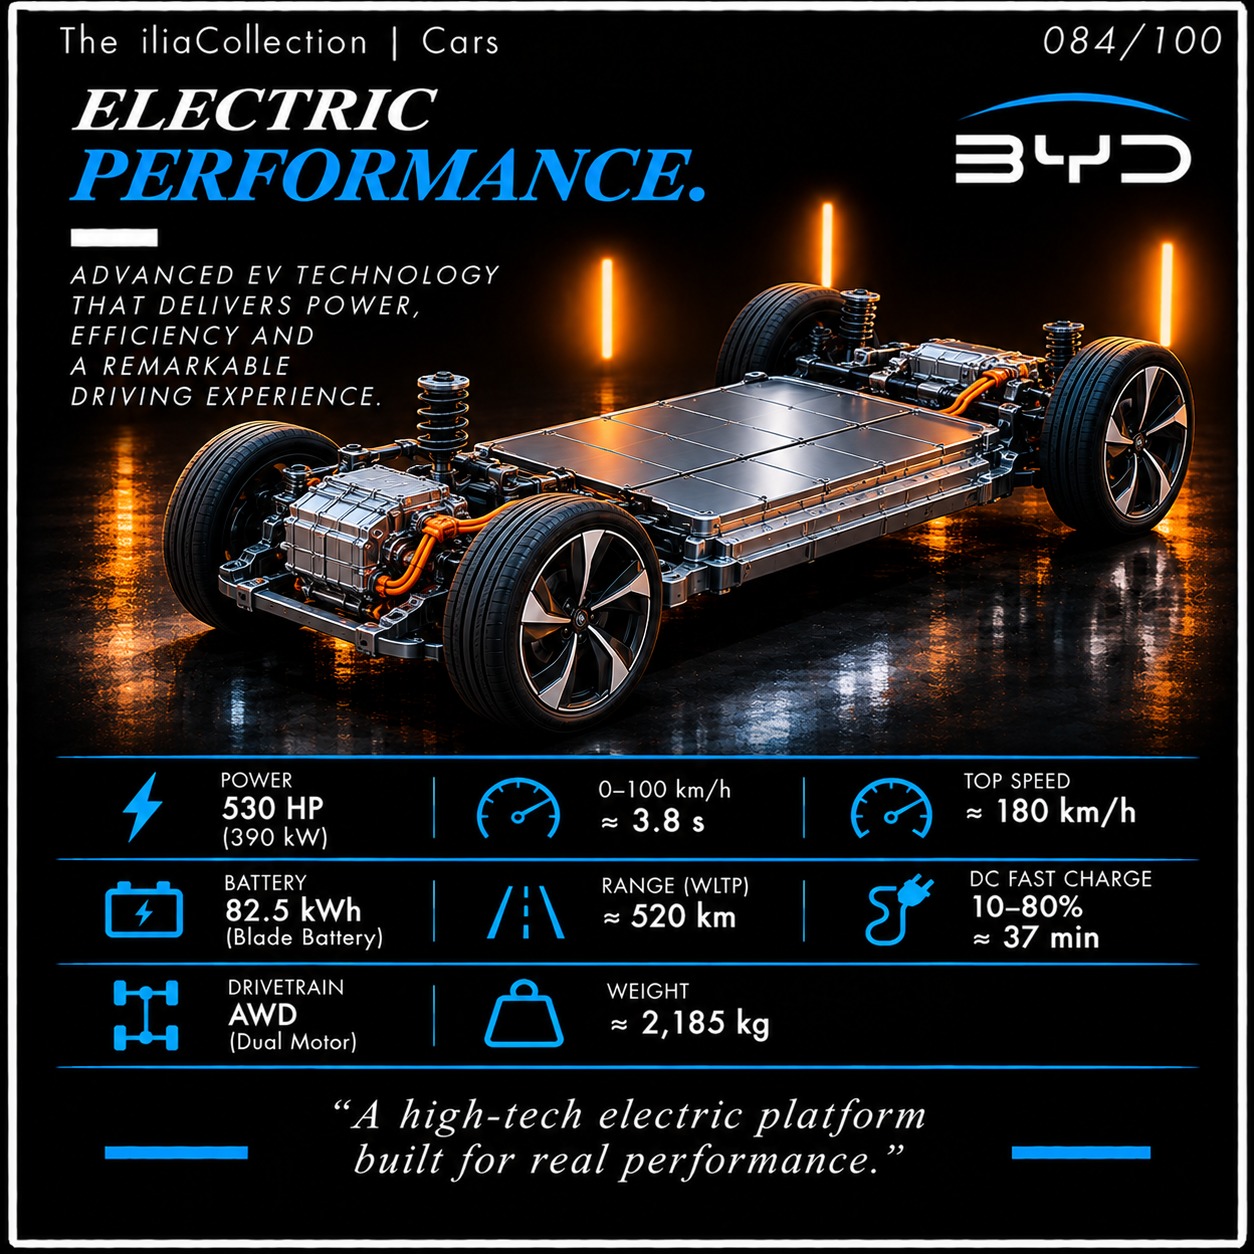 The iliaCollection | Cars
084/100
ELECTRIC
PERFORMANCE.
BYD
ADVANCED EV TECHNOLOGY
THAT DELIVERS POWER,
EFFICIENCY AND
A REMARKABLE
DRIVING EXPERIENCE.
POWER
530 HP
(390 kW)
0–100 km/h
≈ 3.8 s
TOP SPEED
≈ 180 km/h
BATTERY
82.5 kWh
(Blade Battery)
RANGE (WLTP)
≈ 520 km
DC FAST CHARGE
10–80%
≈ 37 min
DRIVETRAIN
AWD
(Dual Motor)
WEIGHT
≈ 2,185 kg
“A high-tech electric platform
built for real performance.”